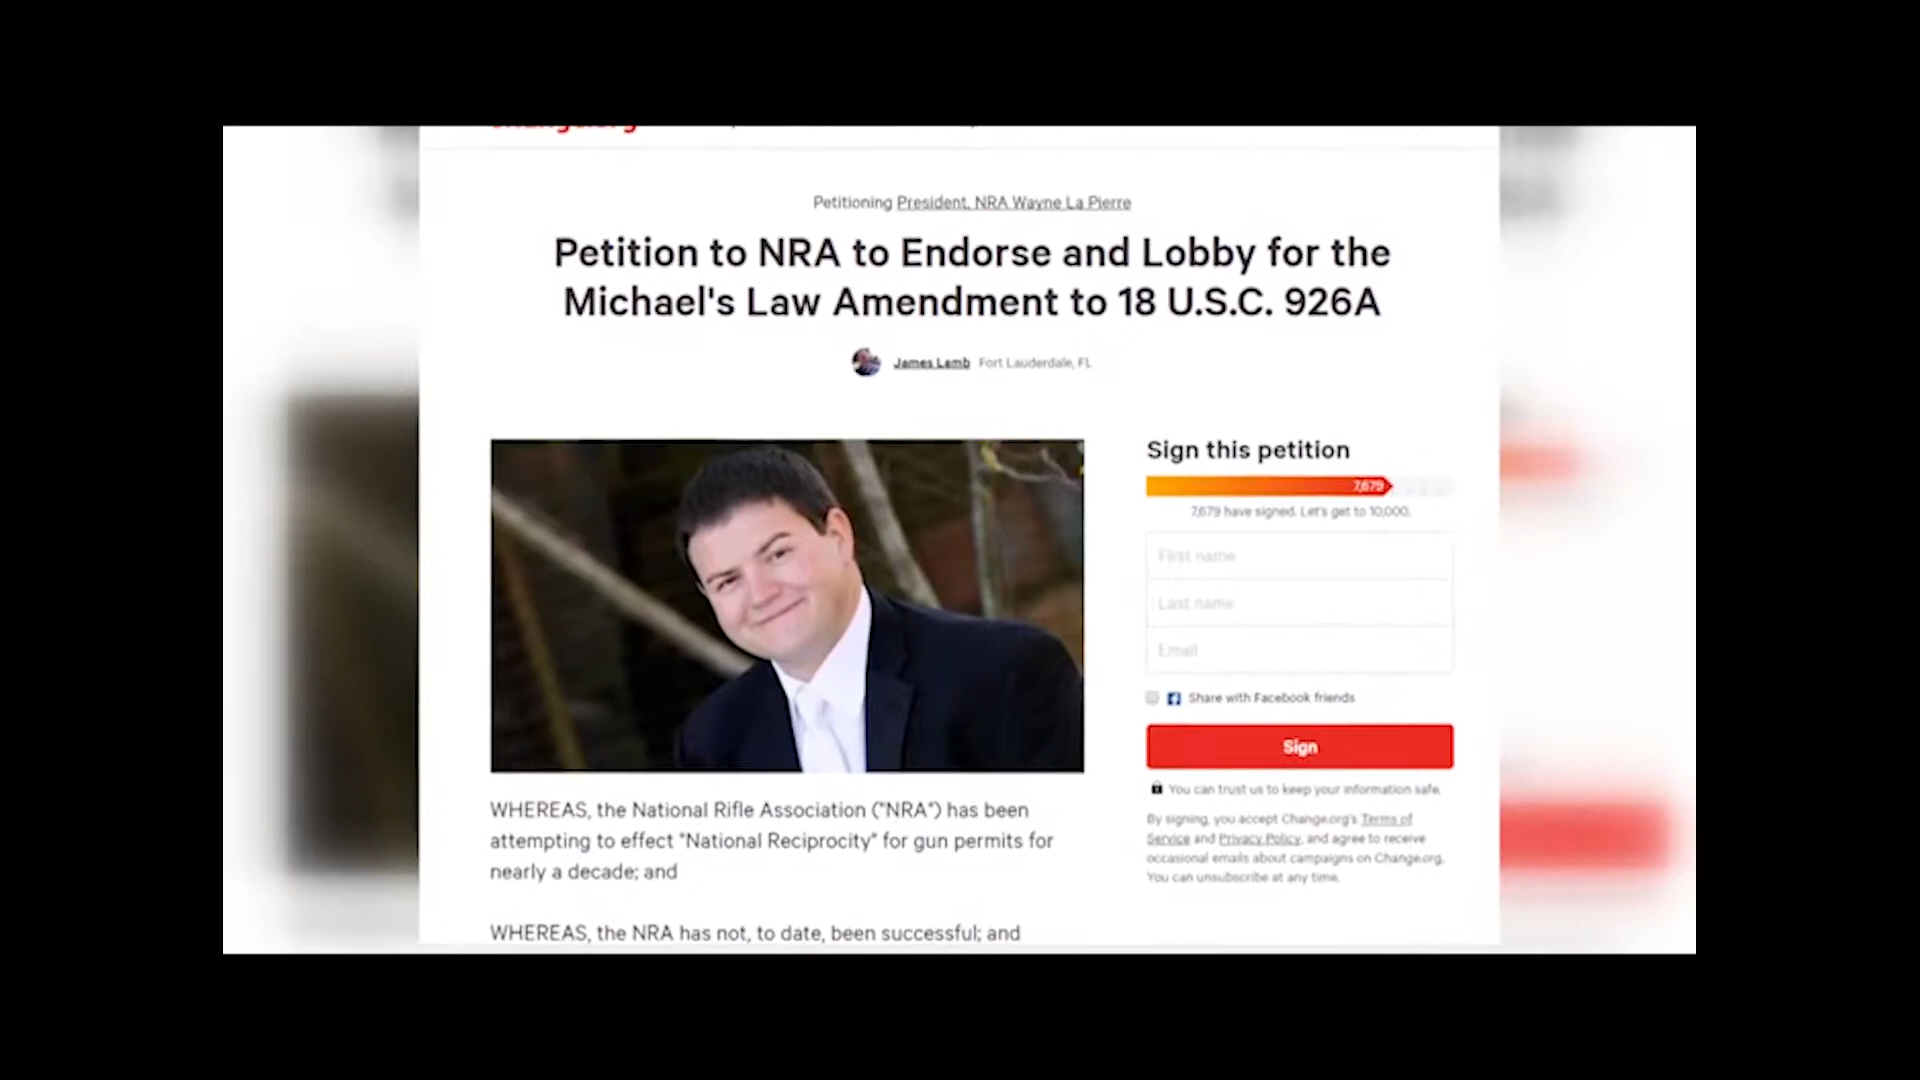 Petitioning President, NRA Wayne La Pierre
Petition to NRA to Endorse and Lobby for the
Michael's Law Amendment to 18 U.S.C. 926A
James Lamb Fort Lauderdale, FL
Sign this petition
7,679
7,679 have signed. Let's get to 10,000.
First name
Last name
Email
Share with Facebook friends
Sign
You can trust us to keep your information safe.
By signing, you accept Change.org's Terms of
Service and Privacy Policy, and agree to receive
occasional emails about campaigns on Change.org.
You can unsubscribe at any time.
WHEREAS, the National Rifle Association ("NRA") has been
attempting to effect "National Reciprocity" for gun permits for
nearly a decade; and
WHEREAS, the NRA has not, to date, been successful; and